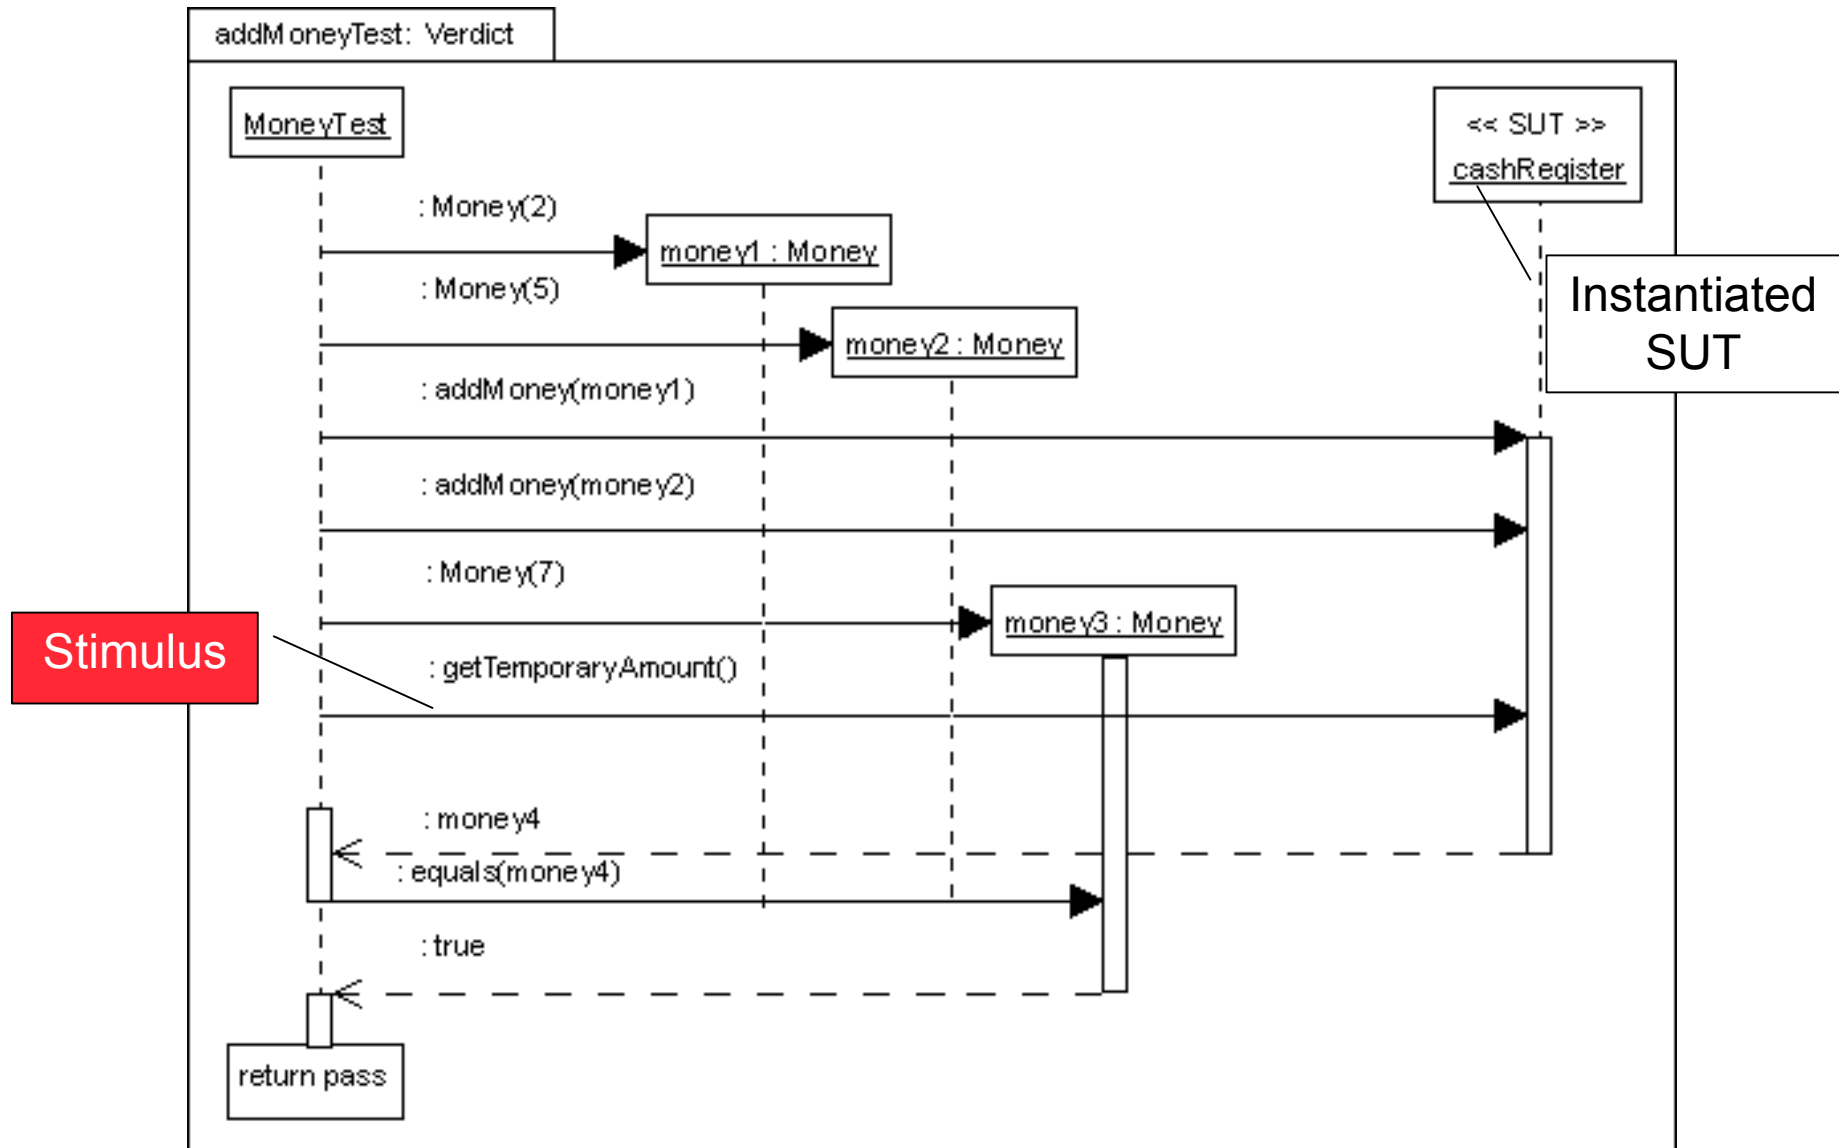 addMoneyTest: Verdict
MoneyTest
<< SUT >>
cashRegister
: Money(2)
money1 : Money
Instantiated
SUT
: Money(5)
money2 : Money
: addMoney(money1)
: addMoney(money2)
: Money(7)
money3 : Money
Stimulus
: getTemporaryAmount()
: money4
: equals(money4)
: true
return pass